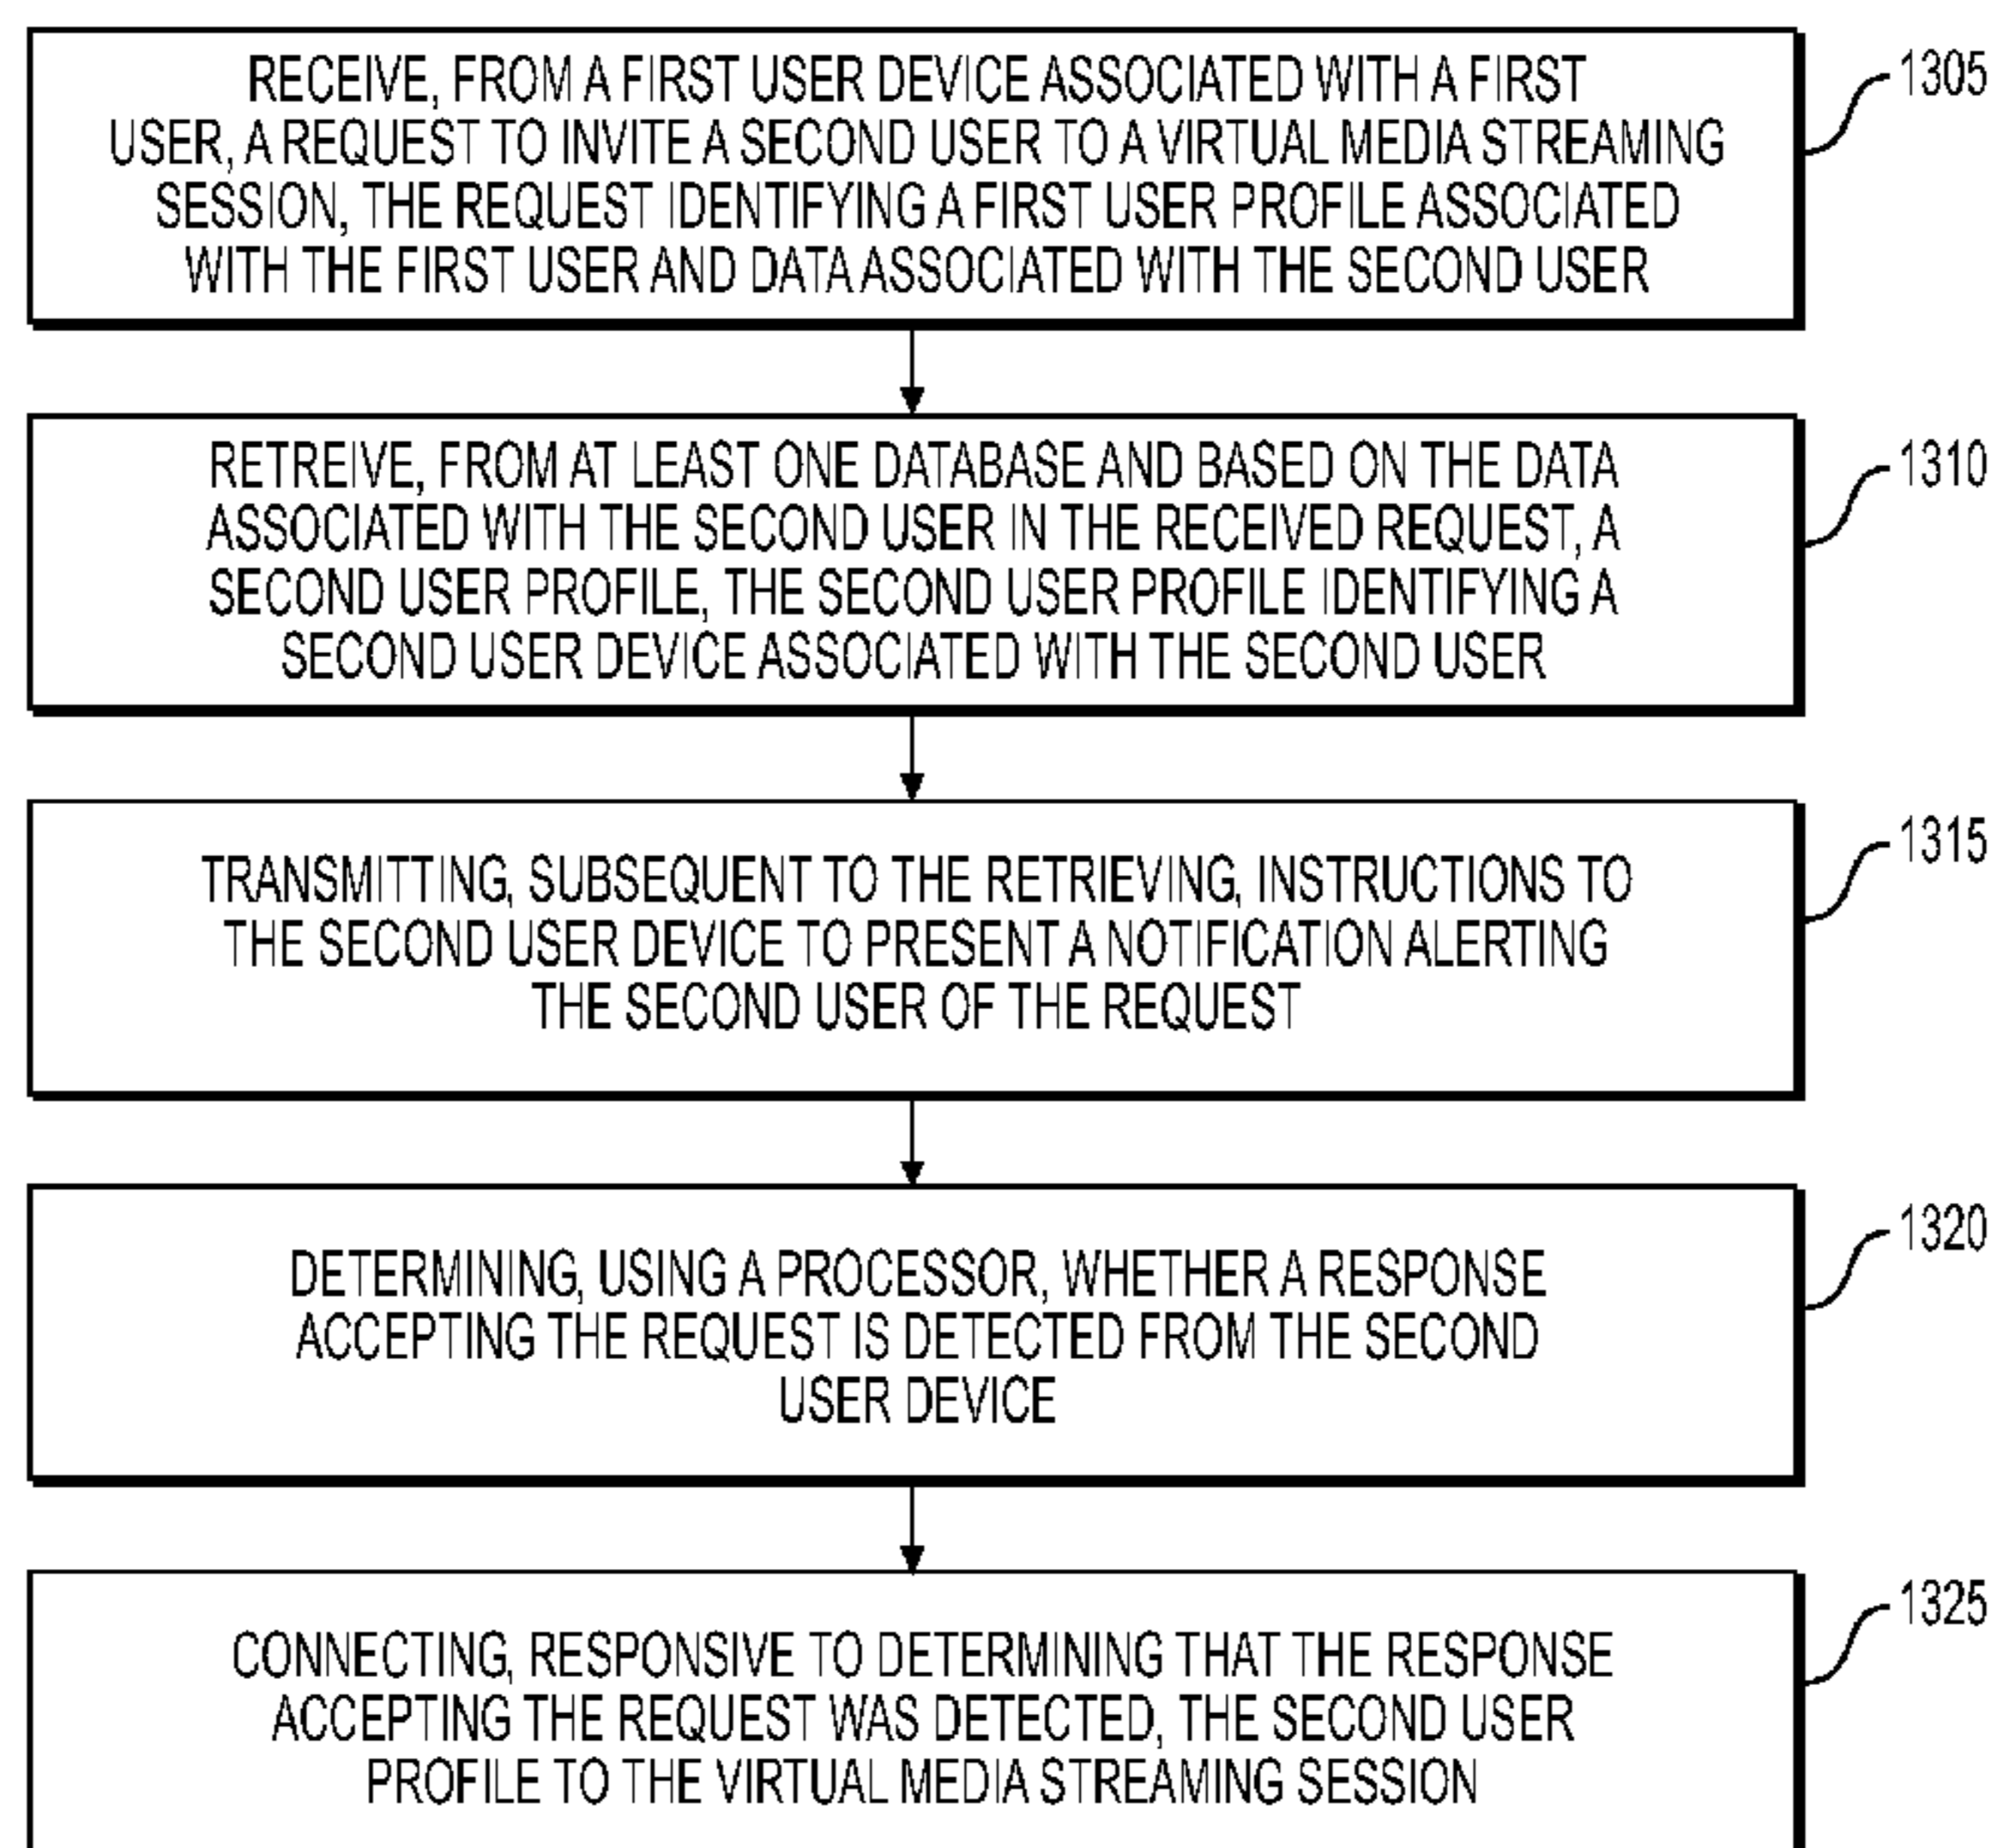 RECEIVE, FROM A FIRST USER DEVICE ASSOCIATED WITH A FIRST
USER, A REQUEST TO INVITE A SECOND USER TO A VIRTUAL MEDIA STREAMING
SESSION, THE REQUEST IDENTIFYING A FIRST USER PROFILE ASSOCIATED
WITH THE FIRST USER AND DATA ASSOCIATED WITH THE SECOND USER
1305
RETREIVE, FROM AT LEAST ONE DATABASE AND BASED ON THE DATA
ASSOCIATED WITH THE SECOND USER IN THE RECEIVED REQUEST, A
SECOND USER PROFILE, THE SECOND USER PROFILE IDENTIFYING A
SECOND USER DEVICE ASSOCIATED WITH THE SECOND USER
1310
TRANSMITTING, SUBSEQUENT TO THE RETRIEVING, INSTRUCTIONS TO
THE SECOND USER DEVICE TO PRESENT A NOTIFICATION ALERTING
THE SECOND USER OF THE REQUEST
1315
DETERMINING, USING A PROCESSOR, WHETHER A RESPONSE
ACCEPTING THE REQUEST IS DETECTED FROM THE SECOND
USER DEVICE
1320
CONNECTING, RESPONSIVE TO DETERMINING THAT THE RESPONSE
ACCEPTING THE REQUEST WAS DETECTED, THE SECOND USER
PROFILE TO THE VIRTUAL MEDIA STREAMING SESSION
1325